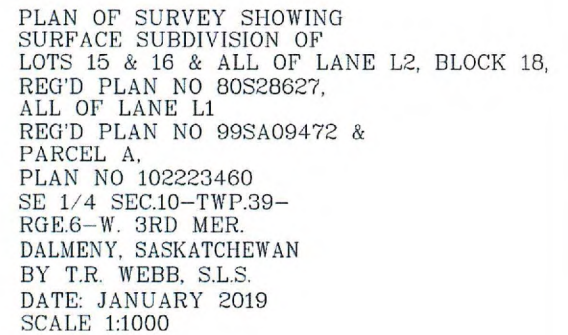 PLAN OF SURVEY SHOWING
SURFACE SUBDIVISION OF
LOTS 15 & 16 & ALL OF LANE L2, BLOCK 18,
REG'D PLAN NO 80S28627,
ALL OF LANE L1
REG'D PLAN NO 99SA09472 &
PARCEL A,
PLAN NO 102223460
SE 1/4 SEC.10-TWP.39-
RGE.6-W. 3RD MER.
DALMENY, SASKATCHEWAN
BY T.R. WEBB, S.L.S.
DATE: JANUARY 2019
SCALE 1:1000